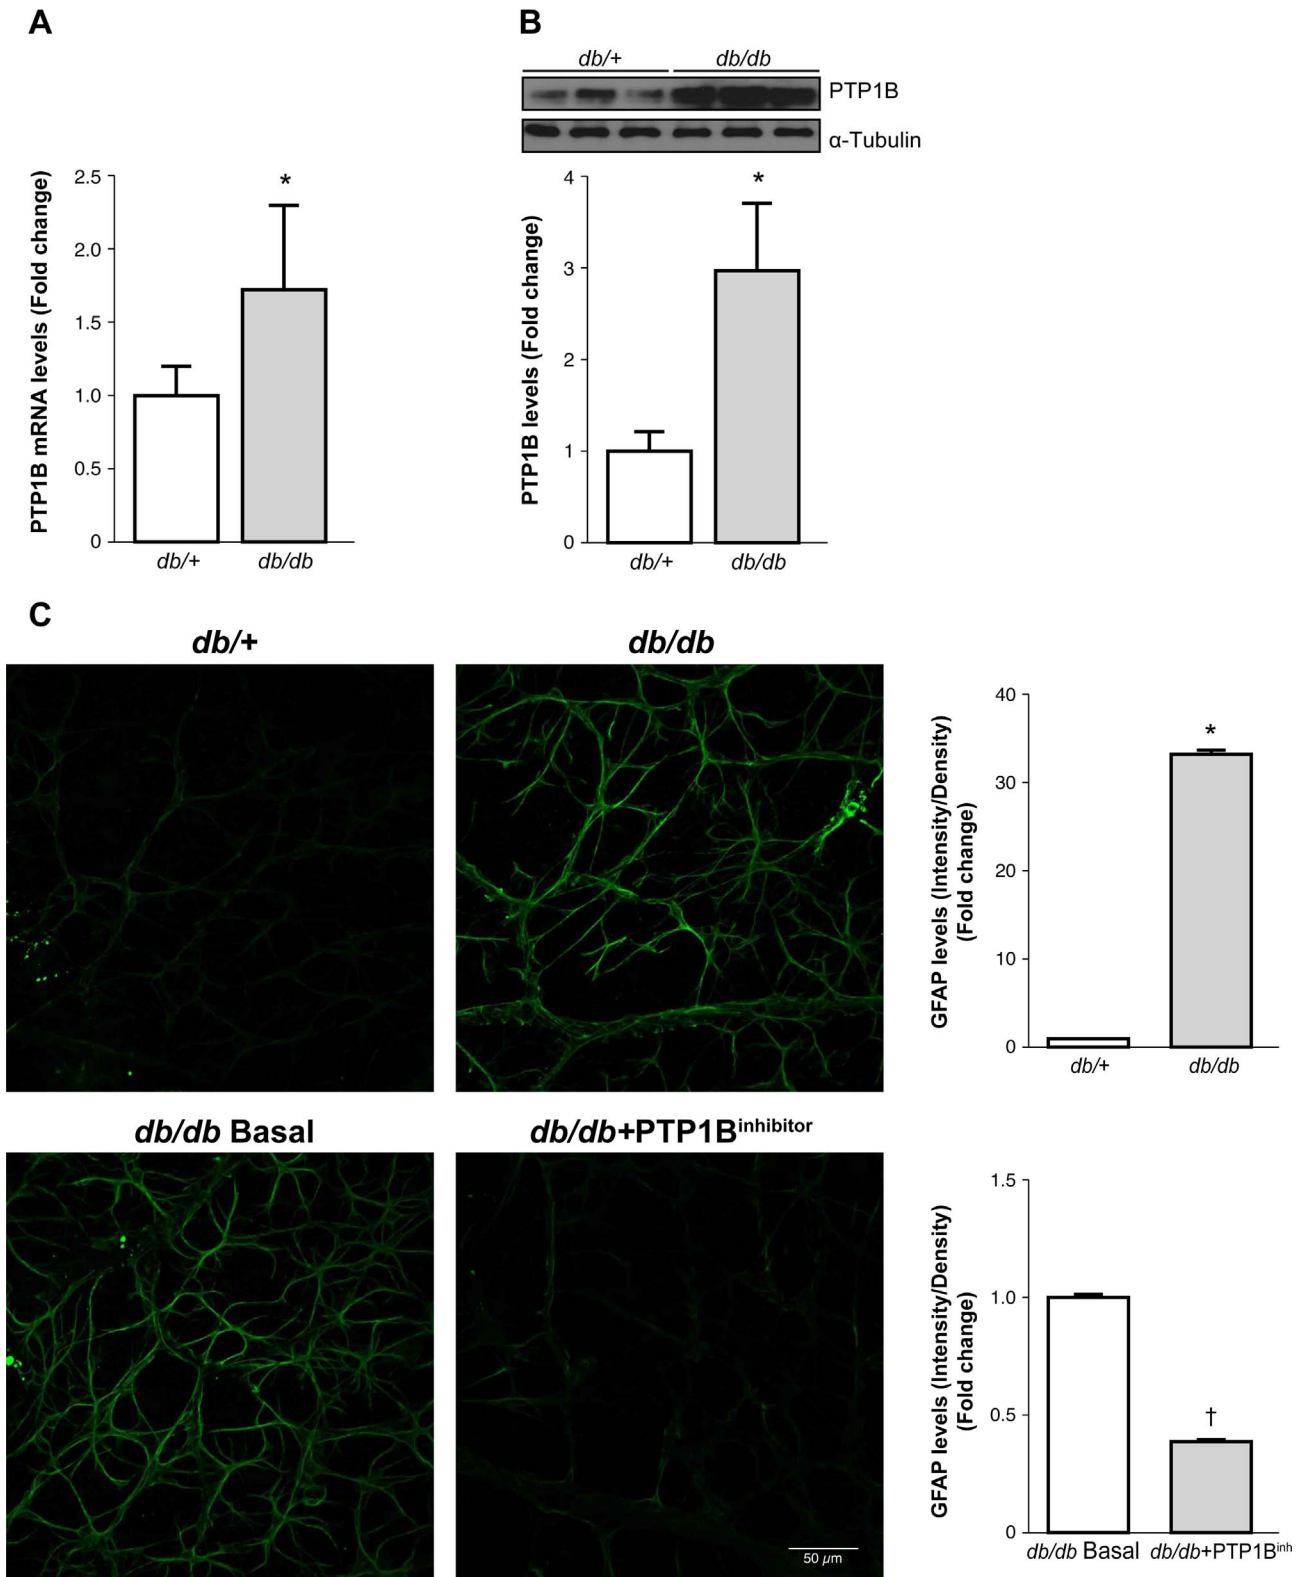 A
PTP1B mRNA levels (Fold change)
2.5
2.0
1.5
1.0
0.5
0
*
db/+
db/db
B
db/+
db/db
PTP1B
α-Tubulin
PTP1B levels (Fold change)
4
3
2
1
0
*
db/+
db/db
C
db/+
db/db
GFAP levels (Intensity/Density)
(Fold change)
40
30
20
10
0
*
db/+
db/db
db/db Basal
db/db+PTP1Binhibitor
50 µm
GFAP levels (Intensity/Density)
(Fold change)
1.5
1.0
0.5
0
†
db/db Basal
db/db+PTP1Binh